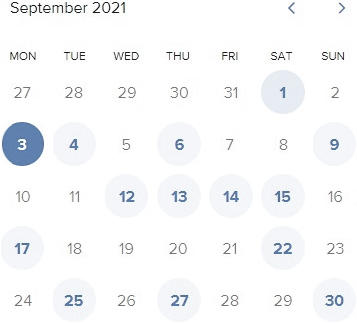 September 2021
MON TUE WED THU FRI SAT SUN
27 28 29 30 31 1 2
3 4 5 6 7 8 9
10 11 12 13 14 15 16
17 18 19 20 21 22 23
24 25 26 27 28 29 30